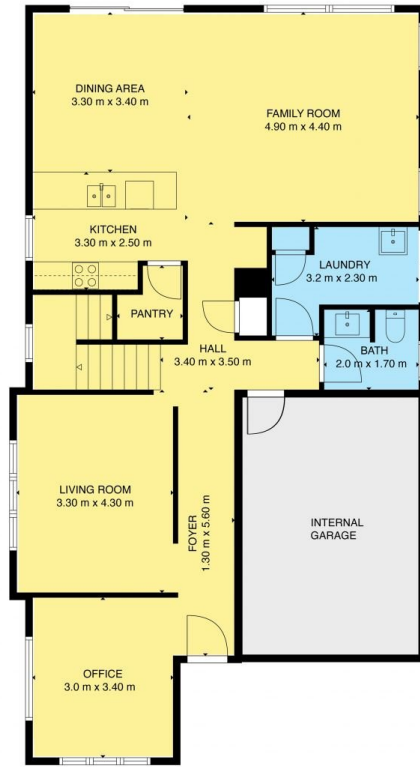 DINING AREA
3.30 m x 3.40 m
FAMILY ROOM
4.90 m x 4.40 m
KITCHEN
3.30 m x 2.50 m
LAUNDRY
3.2 m x 2.30 m
PANTRY
HALL
3.40 m x 3.50 m
BATH
2.0 m x 1.70 m
LIVING ROOM
3.30 m x 4.30 m
FOYER
1.30 m x 5.60 m
INTERNAL
GARAGE
OFFICE
3.0 m x 3.40 m